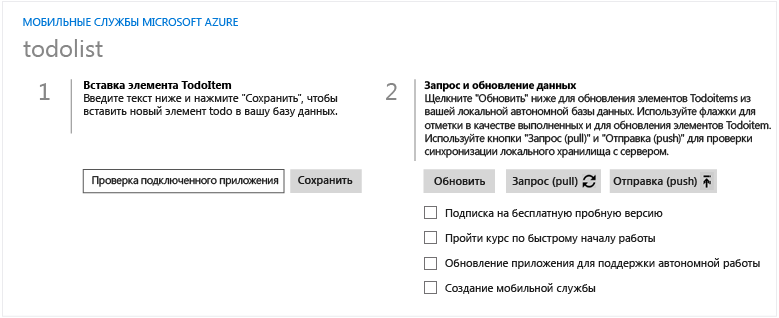 МОБИЛЬНЫЕ СЛУЖБЫ MICROSOFT AZURE
todolist
1
Вставка элемента TodoItem
Введите текст ниже и нажмите "Сохранить", чтобы
вставить новый элемент todo в вашу базу данных.
Проверка подключенного приложения
Сохранить
2
Запрос и обновление данных
Щелкните "Обновить" ниже для обновления элементов Todoitems из
вашей локальной автономной базы данных. Используйте флажки для
отметки в качестве выполненных и для обновления элементов Todoitem.
Используйте кнопки "Запрос (pull)" и "Отправка (push)" для проверки
синхронизации локального хранилища с сервером.
Обновить
Запрос (pull)
Отправка (push)
Подписка на бесплатную пробную версию
Пройти курс по быстрому началу работы
Обновление приложения для поддержки автономной работы
Создание мобильной службы